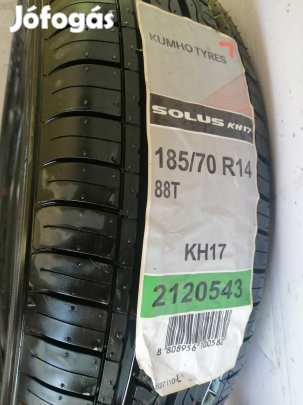 Jófogás
KUMHO TYRES
SOLUS KH17
185/70 R14
88T
KH17
2120543
8 808956 100582